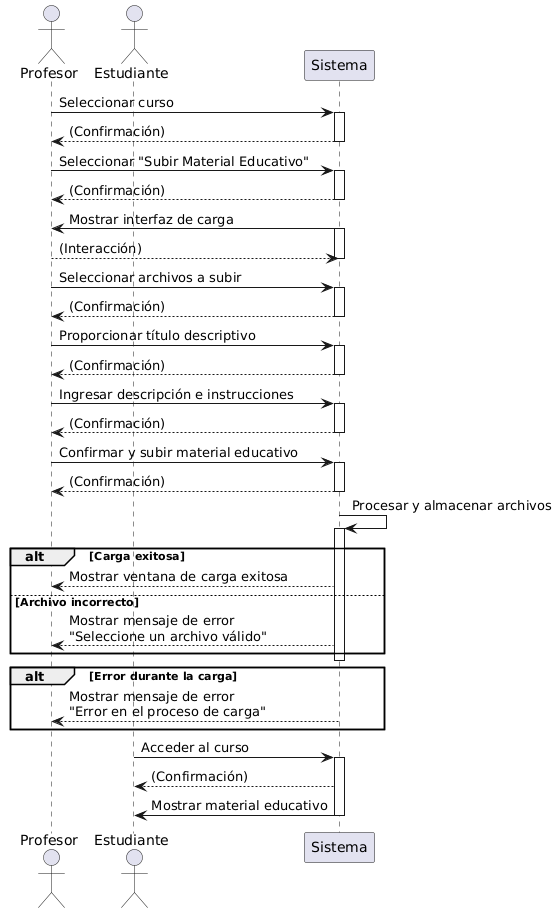 Profesor
Estudiante
Sistema
Seleccionar curso
(Confirmación)
Seleccionar "Subir Material Educativo"
(Confirmación)
Mostrar interfaz de carga
(Interacción)
Seleccionar archivos a subir
(Confirmación)
Proporcionar título descriptivo
(Confirmación)
Ingresar descripción e instrucciones
(Confirmación)
Confirmar y subir material educativo
(Confirmación)
Procesar y almacenar archivos
alt [Carga exitosa]
Mostrar ventana de carga exitosa
[Archivo incorrecto]
Mostrar mensaje de error
"Seleccione un archivo válido"
alt [Error durante la carga]
Mostrar mensaje de error
"Error en el proceso de carga"
Acceder al curso
(Confirmación)
Mostrar material educativo
Profesor
Estudiante
Sistema